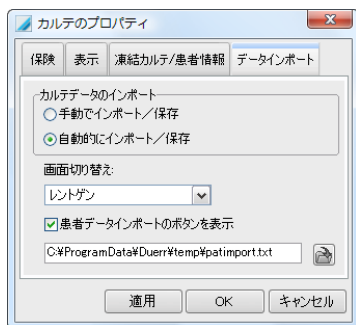 カルテのプロパティ
保険 表示 凍結カルテ/患者情報 データインポート
カルテデータのインポート
手動でインポート/保存
自動的にインポート/保存
画面切り替え:
レントゲン
患者データインポートのボタンを表示
C:¥ProgramData¥Duerr¥temp¥patimport.txt
適用 OK キャンセル